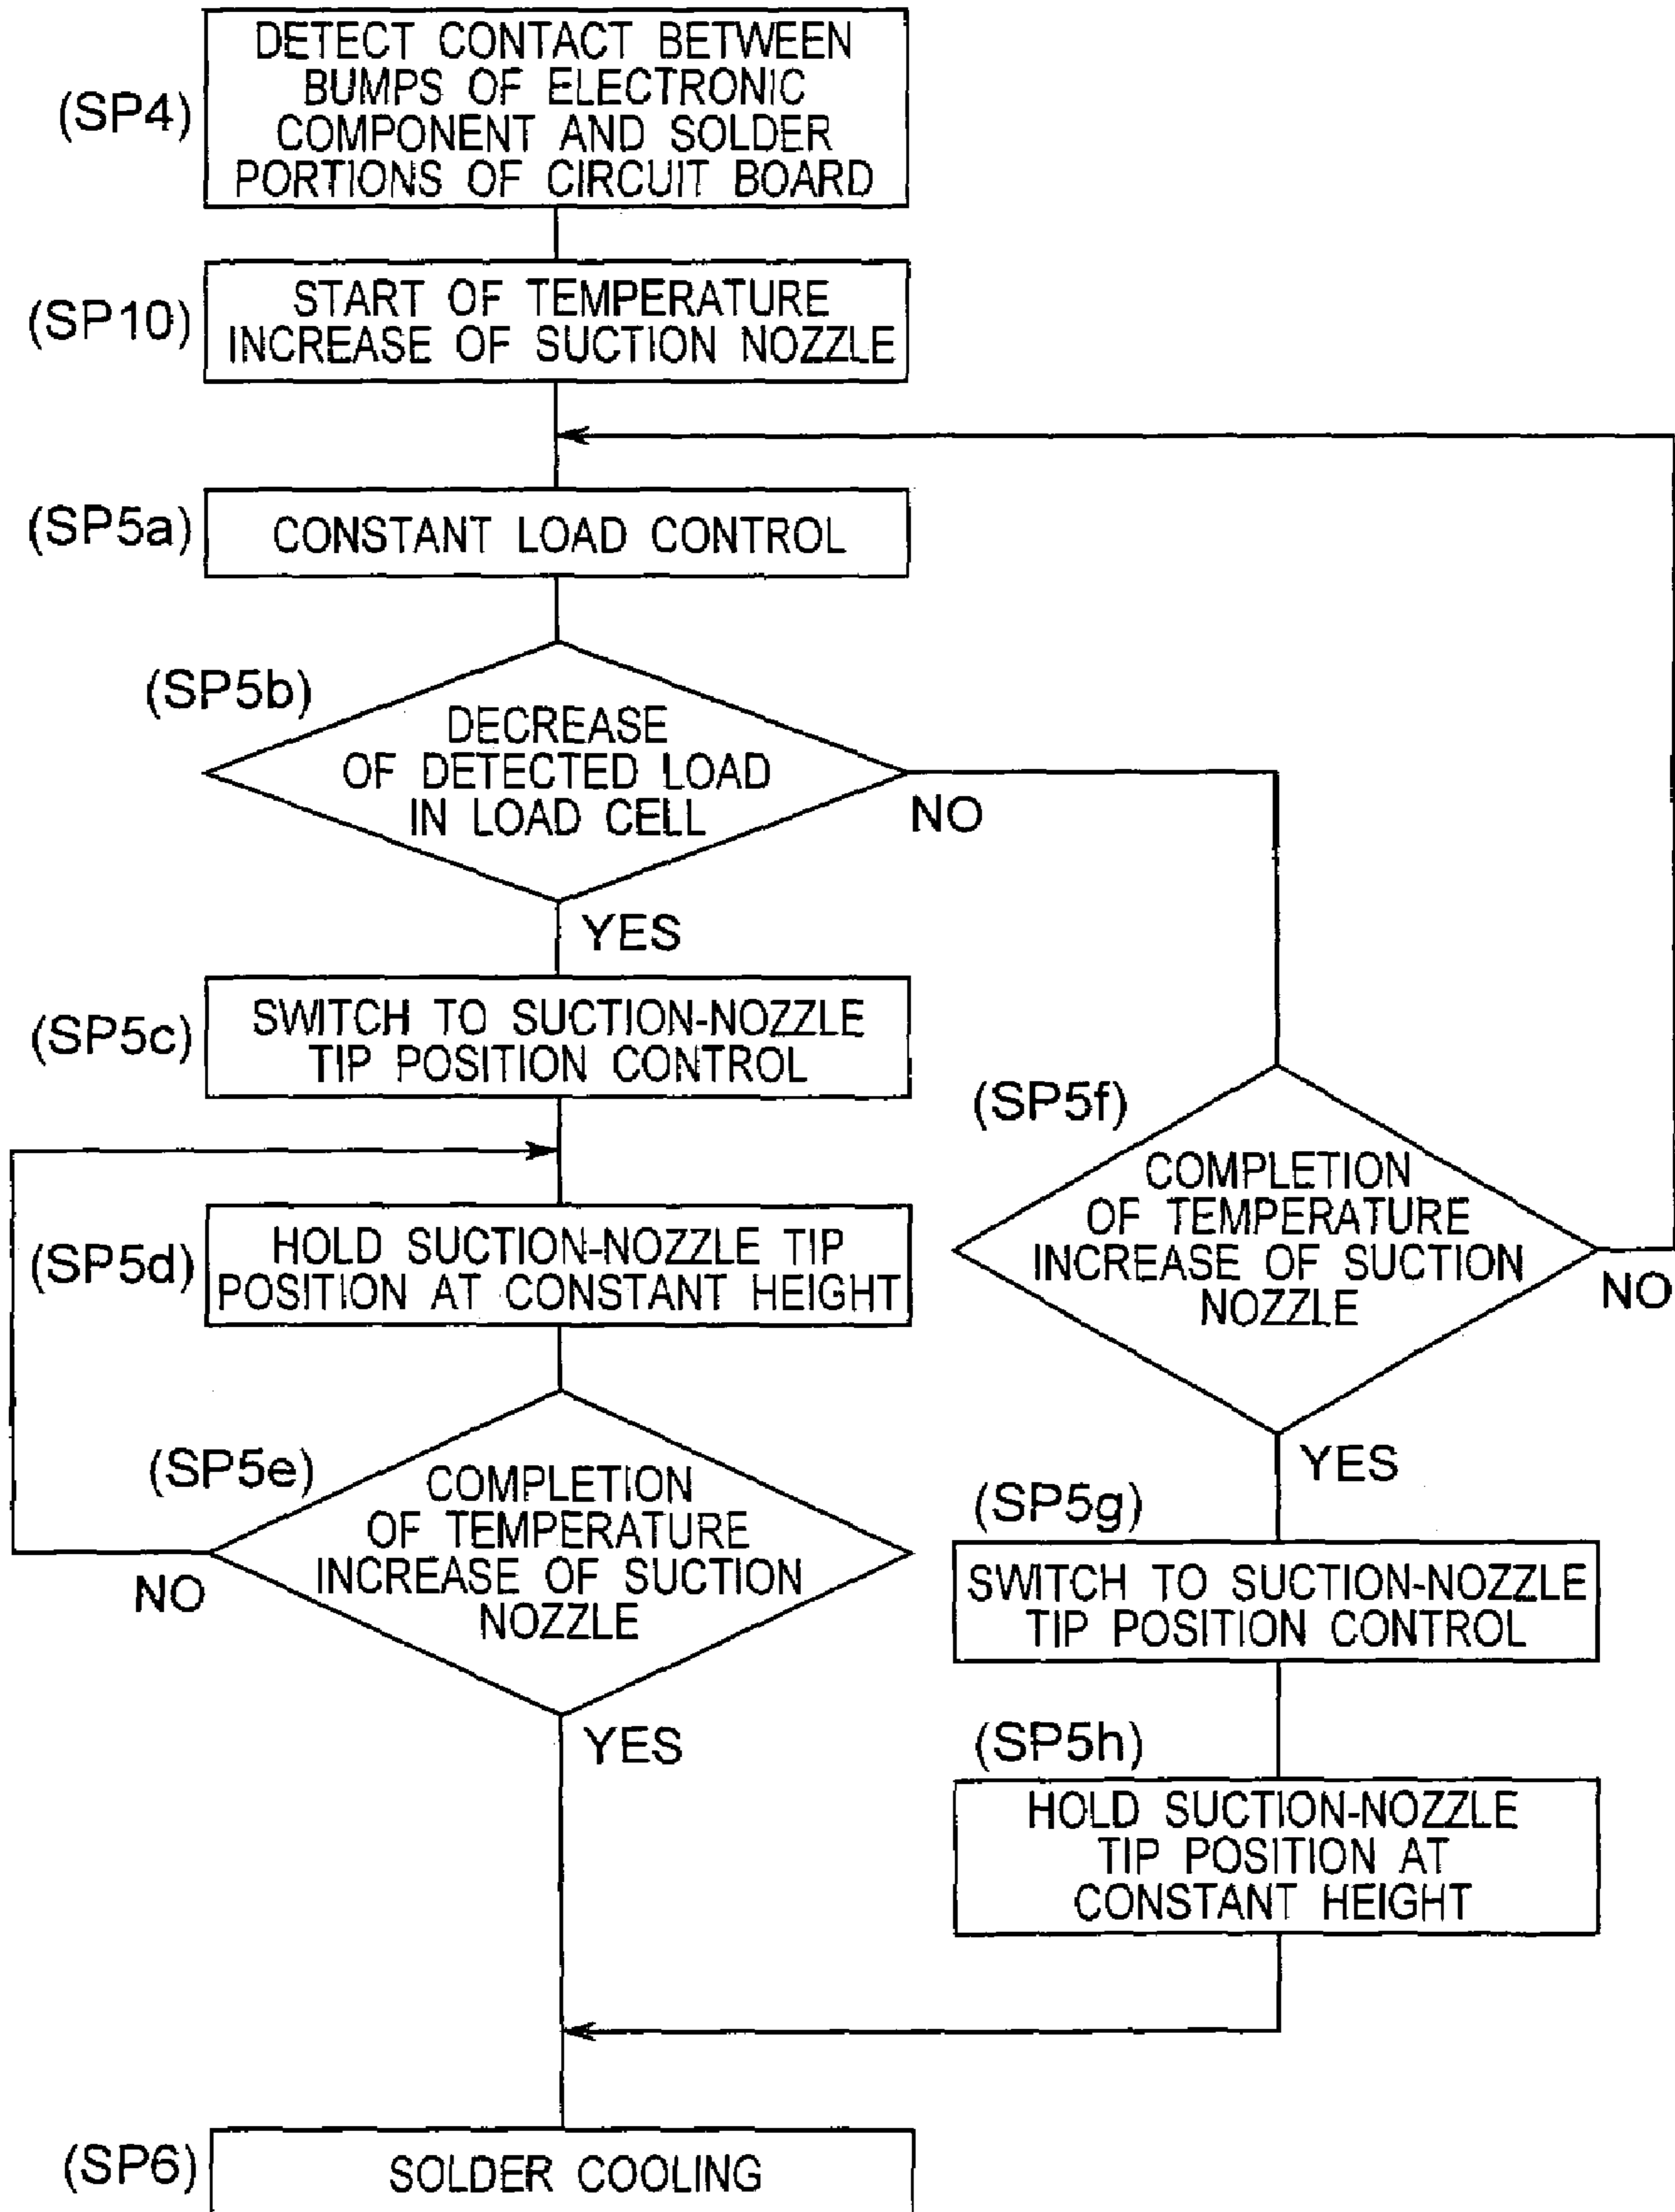 (SP4)
DETECT CONTACT BETWEEN
BUMPS OF ELECTRONIC
COMPONENT AND SOLDER
PORTIONS OF CIRCUIT BOARD
(SP10)
START OF TEMPERATURE
INCREASE OF SUCTION NOZZLE
(SP5a)
CONSTANT LOAD CONTROL
(SP5b)
DECREASE
OF DETECTED LOAD
IN LOAD CELL
NO
YES
(SP5c)
SWITCH TO SUCTION-NOZZLE
TIP POSITION CONTROL
(SP5d)
HOLD SUCTION-NOZZLE TIP
POSITION AT CONSTANT HEIGHT
(SP5e)
COMPLETION
OF TEMPERATURE
INCREASE OF SUCTION
NOZZLE
NO
YES
(SP5f)
COMPLETION
OF TEMPERATURE
INCREASE OF SUCTION
NOZZLE
NO
YES
(SP5g)
SWITCH TO SUCTION-NOZZLE
TIP POSITION CONTROL
(SP5h)
HOLD SUCTION-NOZZLE
TIP POSITION AT
CONSTANT HEIGHT
(SP6)
SOLDER COOLING